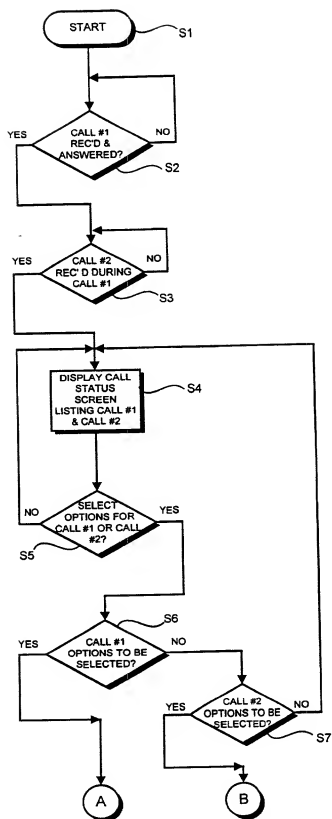 START
S1
CALL #1
REC'D &
ANSWERED?
YES
NO
S2
CALL #2
REC' D DURING
CALL #1
YES
NO
S3
DISPLAY CALL
STATUS
SCREEN
LISTING CALL #1
& CALL #2
S4
SELECT
OPTIONS FOR
CALL #1 OR CALL
#2?
NO
YES
S5
S6
CALL #1
OPTIONS TO BE
SELECTED?
YES
NO
CALL #2
OPTIONS TO BE
SELECTED?
YES
NO
S7
A
B